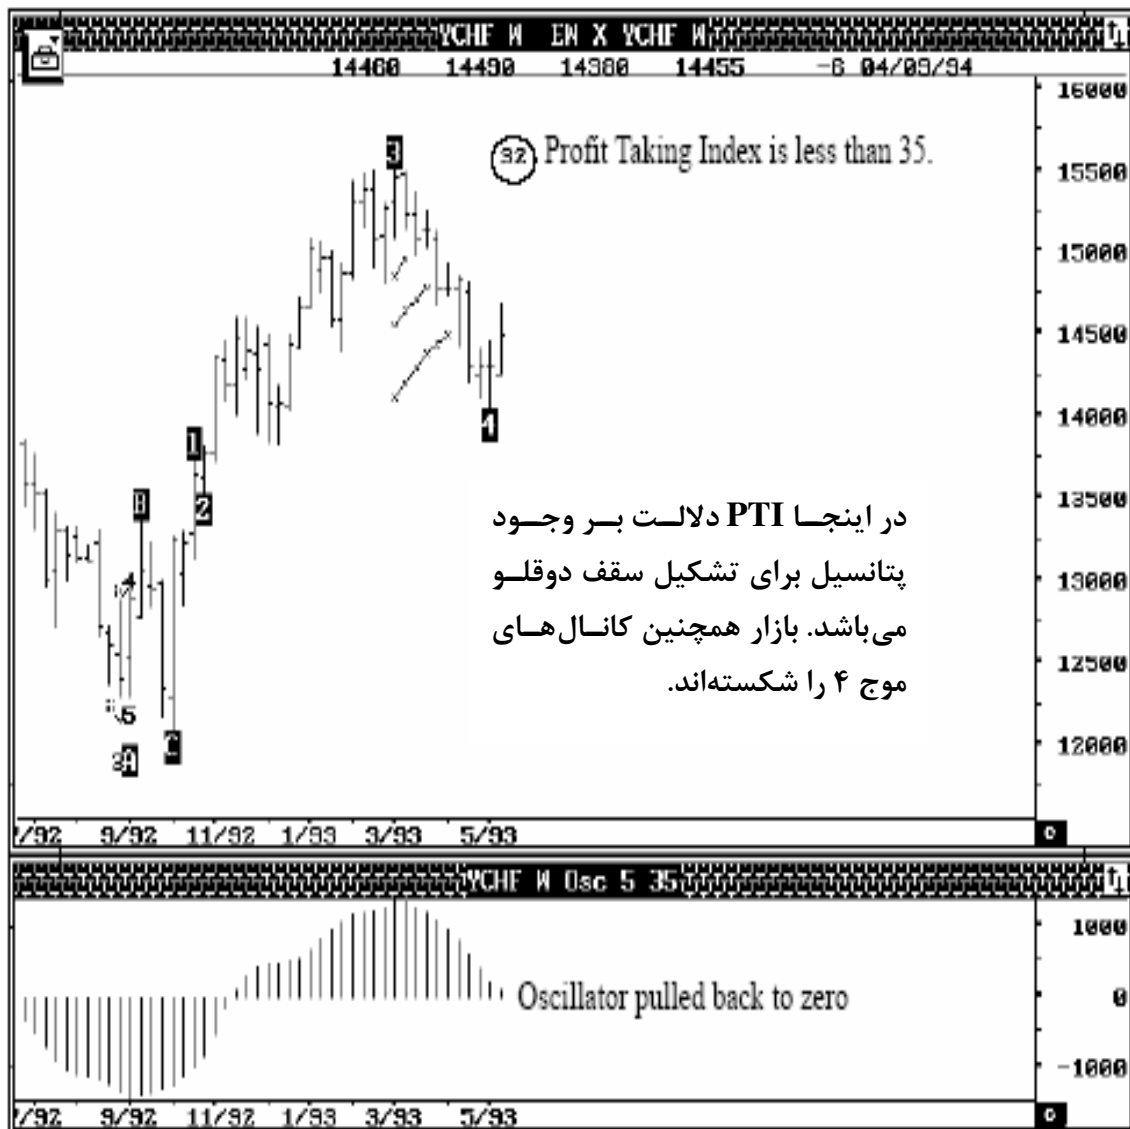 YCHF W EW X YCHF W
14460 14490 14380 14455 -6 04/09/94
16000
3
32 Profit Taking Index is less than 35.
15500
15000
14500
14000
4
1
2
B
13500
در اینجا PTI دلالت بر وجود
پتانسیل برای تشکیل سقف دوقلو
می‌باشد. بازار همچنین کانال‌های
موج ۴ را شکسته‌اند.
13000
4
12500
5
12000
A
/92 9/92 11/92 1/93 3/93 5/93
YCHF W Osc 5 35
1000
Oscillator pulled back to zero
0
-1000
/92 9/92 11/92 1/93 3/93 5/93